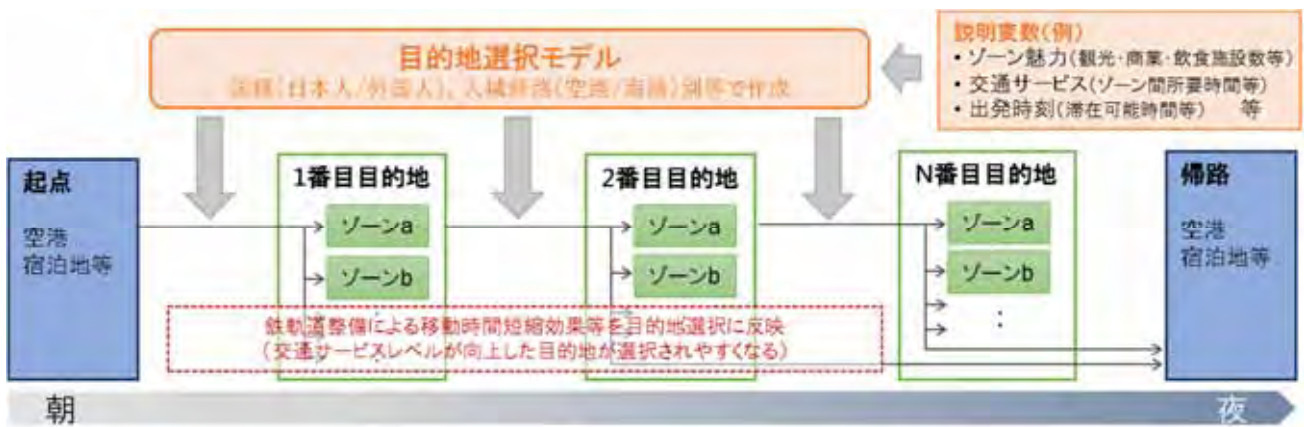 目的地選択モデル
国籍(日本人/外国人)、入域経路(空港/海路)別等で作成
説明変数(例)
• ゾーン魅力(観光・商業・飲食施設数等)
• 交通サービス(ゾーン間所要時間等)
• 出発時刻(滞在可能時間等) 等
起点
空港
宿泊地等
1番目目的地
ゾーンa
ゾーンb
2番目目的地
ゾーンa
ゾーンb
N番目目的地
ゾーンa
ゾーンb
:
帰路
空港
宿泊地等
鉄軌道整備による移動時間短縮効果等を目的地選択に反映
(交通サービスレベルが向上した目的地が選択されやすくなる)
朝
夜